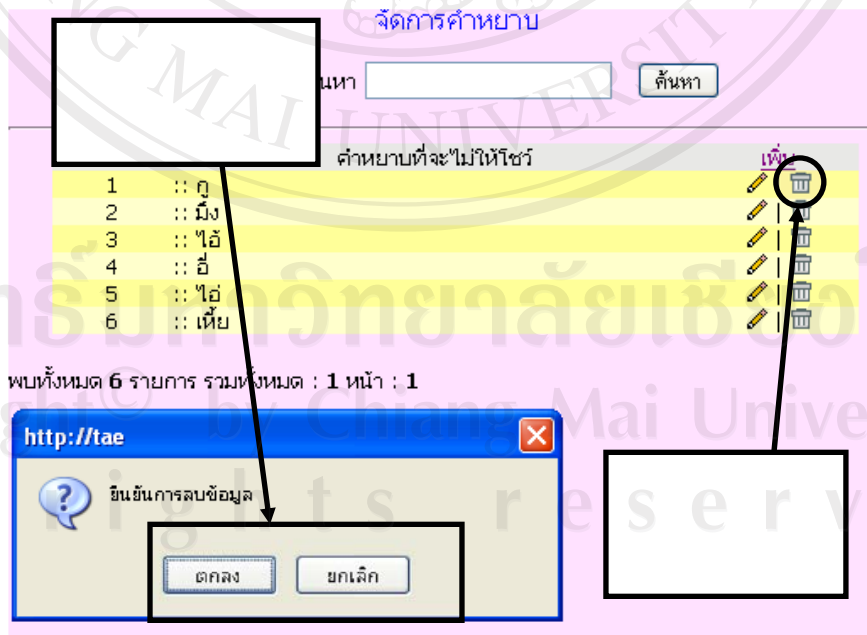 จัดการคำหยาบ
นหา ค้นหา
คำหยาบที่จะไม่ให้โชว์ เพิ่ม
1 :: กู
2 :: มึง |
3 :: ไอ้ |
4 :: อี่ |
5 :: ไอ่ |
6 :: เหี้ย |
พบทั้งหมด 6 รายการ รวมทั้งหมด : 1 หน้า : 1
http://tae
ยืนยันการลบข้อมูล
ตกลง ยกเลิก